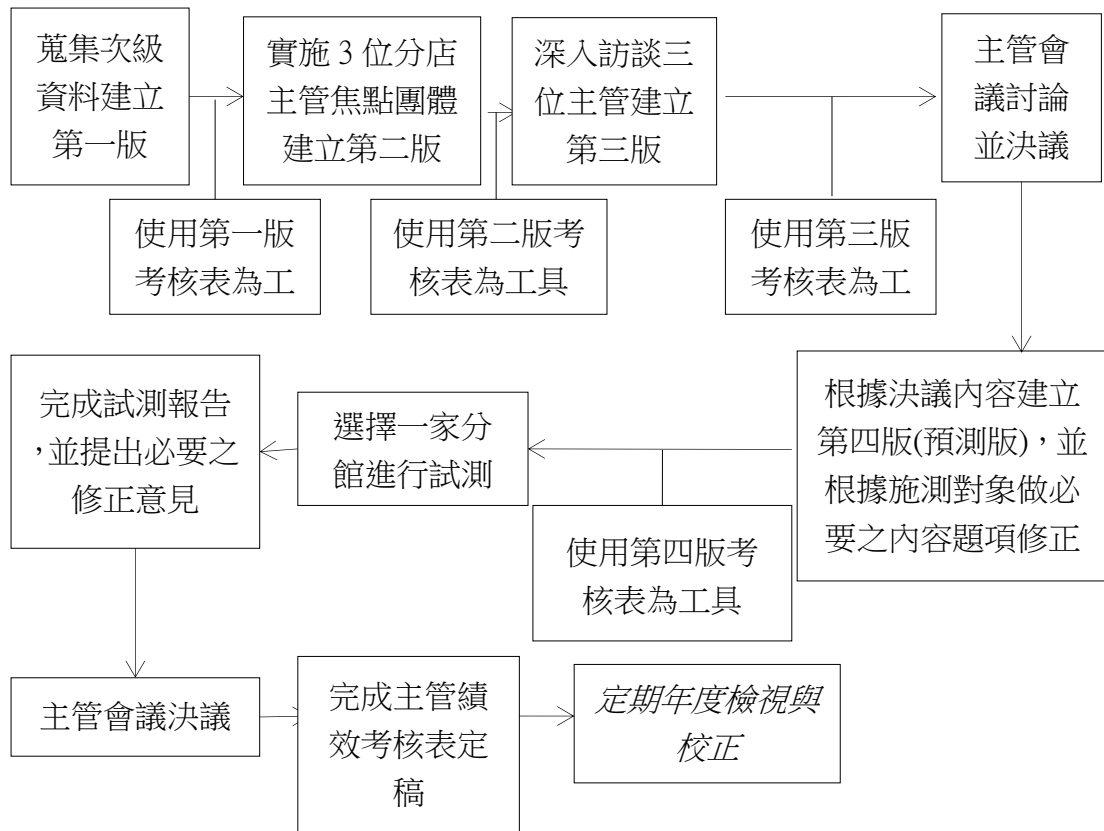 蒐集次級
資料建立
第一版
實施 3 位分店
主管焦點團體
建立第二版
深入訪談三
位主管建立
第三版
主管會
議討論
並決議
使用第一版
考核表為工
使用第二版考
核表為工具
使用第三版
考核表為工
根據決議內容建立
第四版(預測版)，並
根據施測對象做必
要之內容題項修正
使用第四版考
核表為工具
選擇一家分
館進行試測
完成試測報告
，並提出必要之
修正意見
主管會議決議
完成主管績
效考核表定
稿
定期年度檢視與
校正